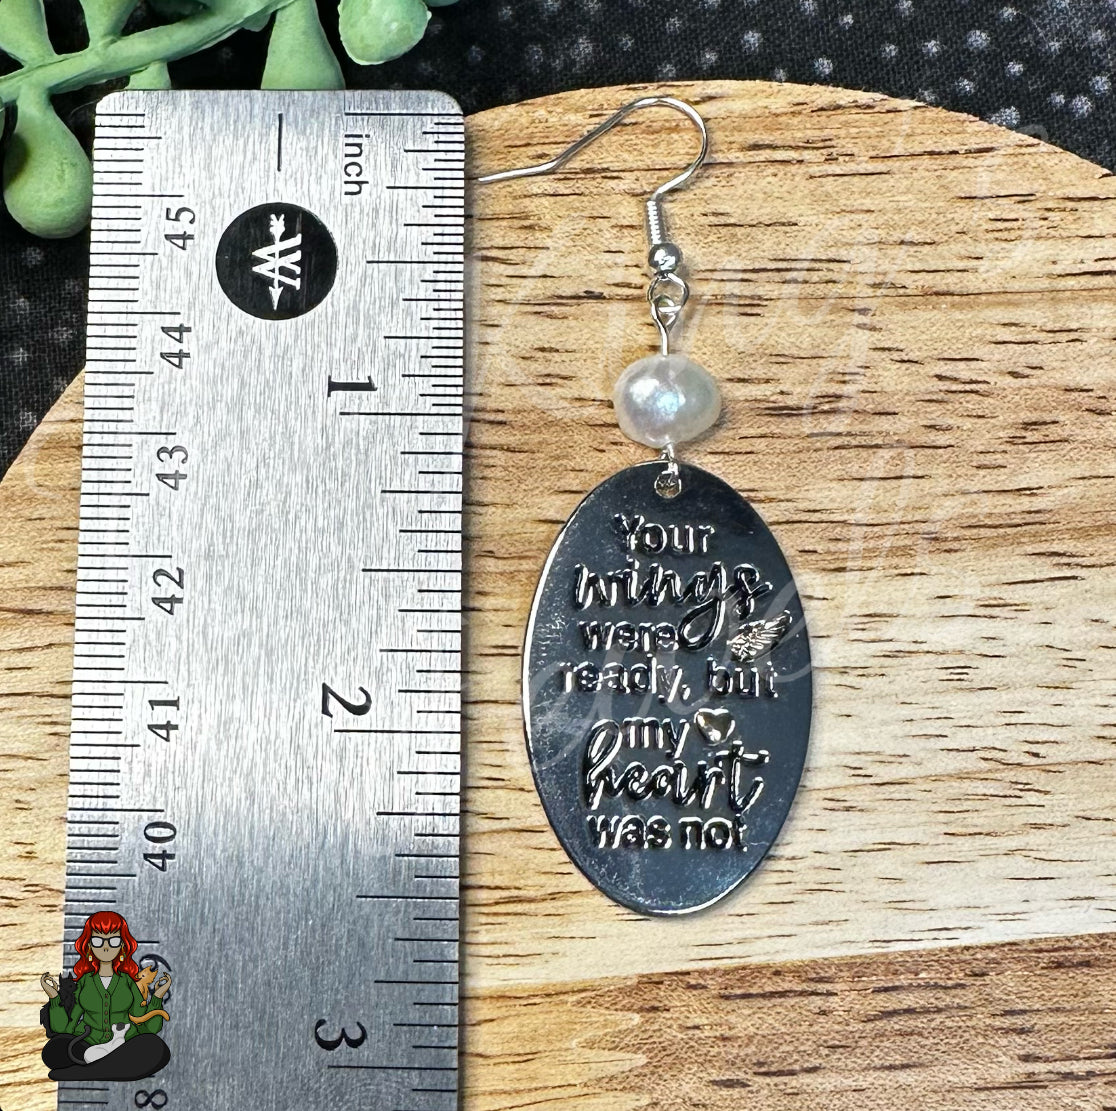 inch
45
44
1
43
42
2
41
40
3
8
Your
wings
were
ready, but
my
heart
was not